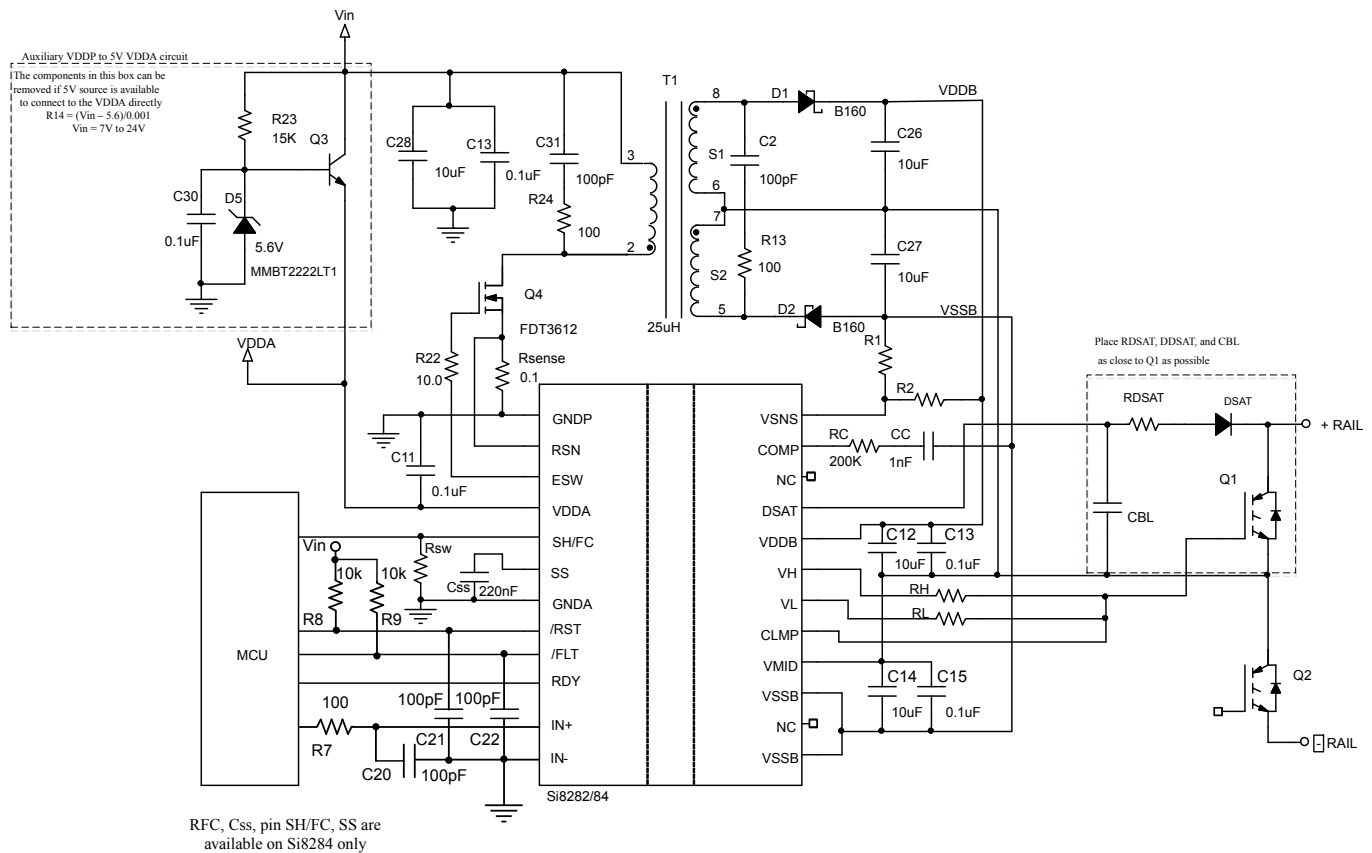 Vin
Auxiliary VDDP to 5V VDDA circuit
The components in this box can be
removed if 5V source is available
to connect to the VDDA directly
R14 = (Vin – 5.6)/0.001
Vin = 7V to 24V
R23
15K
Q3
C30
0.1uF
D5
5.6V
MMBT2222LT1
VDDA
C28
10uF
C13
0.1uF
C31
100pF
R24
100
3
2
T1
25uH
8
S1
6
7
S2
5
D1
B160
VDDB
C2
100pF
C26
10uF
R13
100
C27
10uF
D2
B160
VSSB
Q4
FDT3612
R22
10.0
Rsense
0.1
R1
R2
Place RDSAT, DDSAT, and CBL
as close to Q1 as possible
RDSAT
DSAT
+ RAIL
Q1
CBL
Q2
- RAIL
GNDP
RSN
ESW
VDDA
SH/FC
SS
GNDA
/RST
/FLT
RDY
IN+
IN-
VSNS
COMP
NC
DSAT
VDDB
VH
VL
CLMP
VMID
VSSB
NC
VSSB
RC
200K
CC
1nF
C11
0.1uF
C12
10uF
C13
0.1uF
RH
RL
C14
10uF
C15
0.1uF
MCU
Vin
10k
10k
R8
R9
Rsw
Css
220nF
100
R7
C20
100pF
100pF
C21
100pF
C22
Si8282/84
RFC, Css, pin SH/FC, SS are
available on Si8284 only